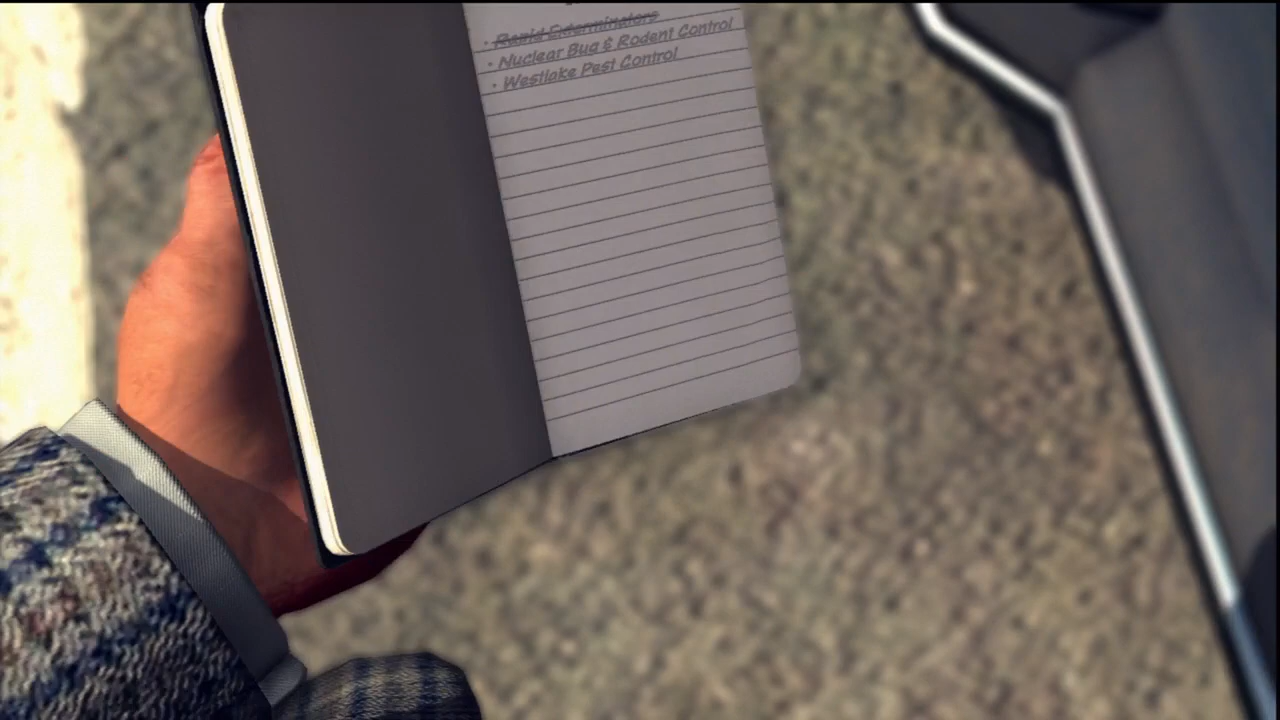 · Rapid Exterminators
· Nuclear Bug & Rodent Control
· Westlake Pest Control